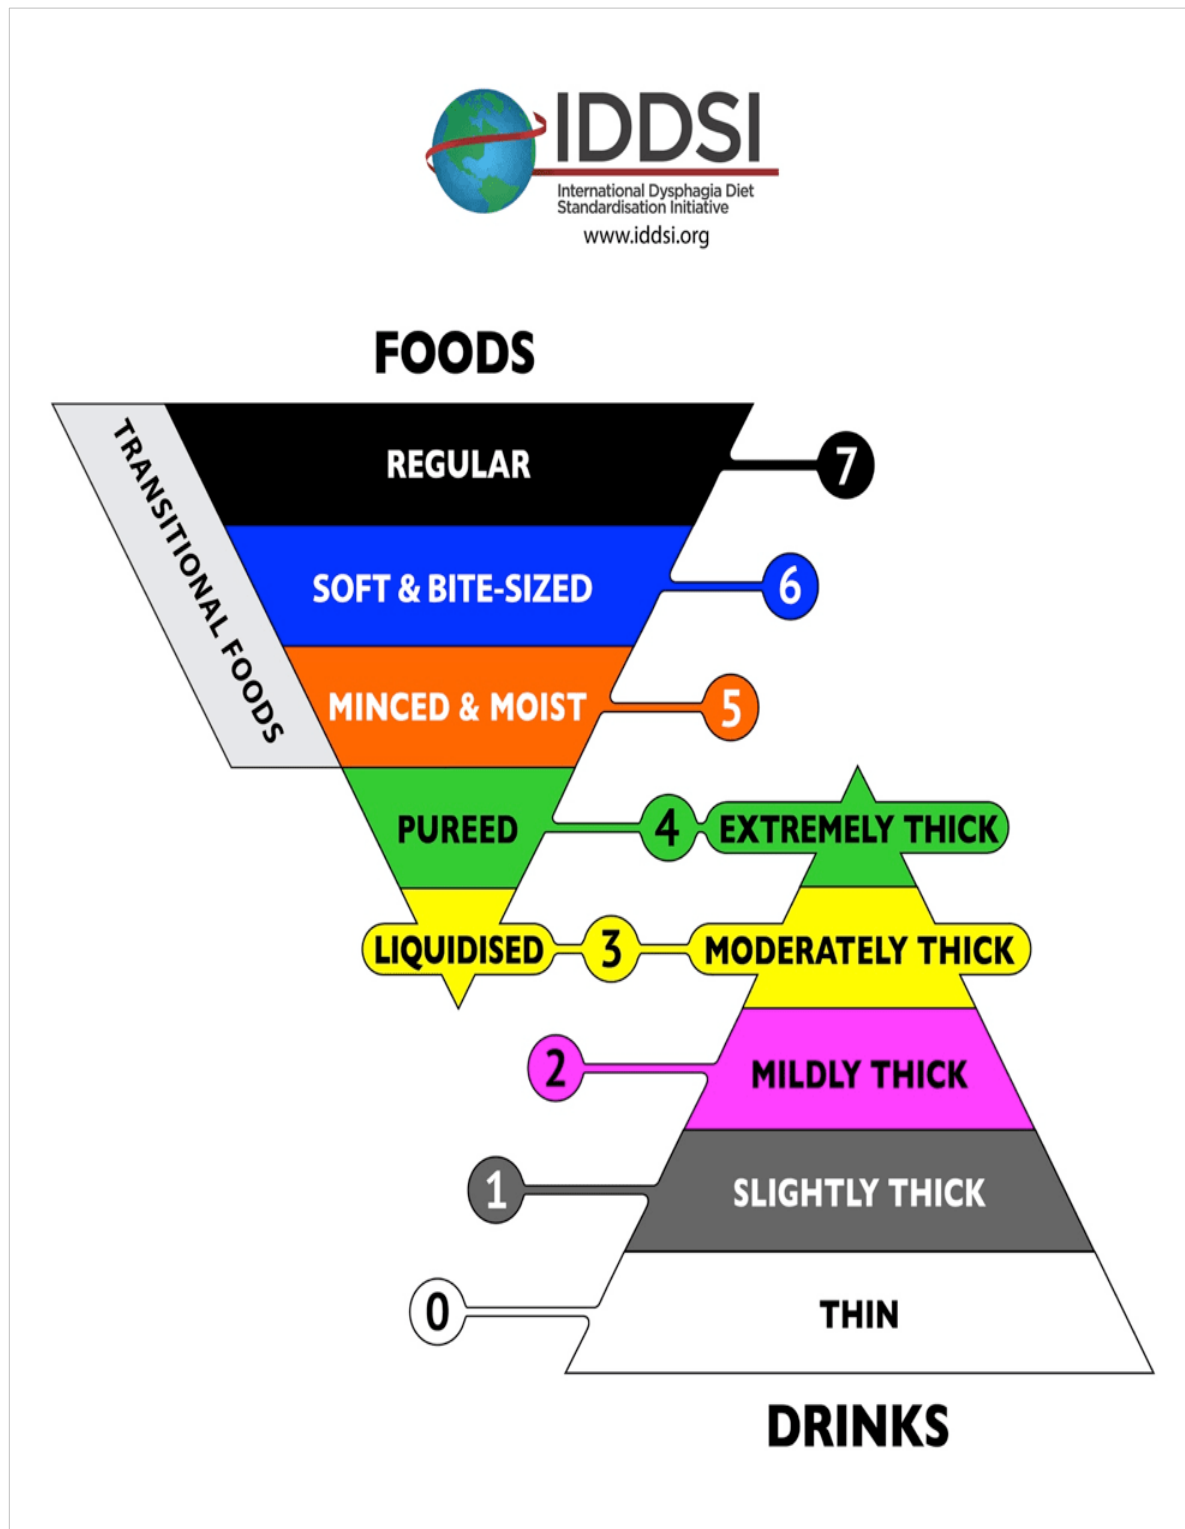 IDDSI
International Dysphagia Diet
Standardisation Initiative
www.iddsi.org
FOODS
TRANSITIONAL FOODS
REGULAR
7
SOFT & BITE-SIZED
6
MINCED & MOIST
5
PUREED
4
EXTREMELY THICK
LIQUIDISED
3
MODERATELY THICK
2
MILDLY THICK
1
SLIGHTLY THICK
0
THIN
DRINKS